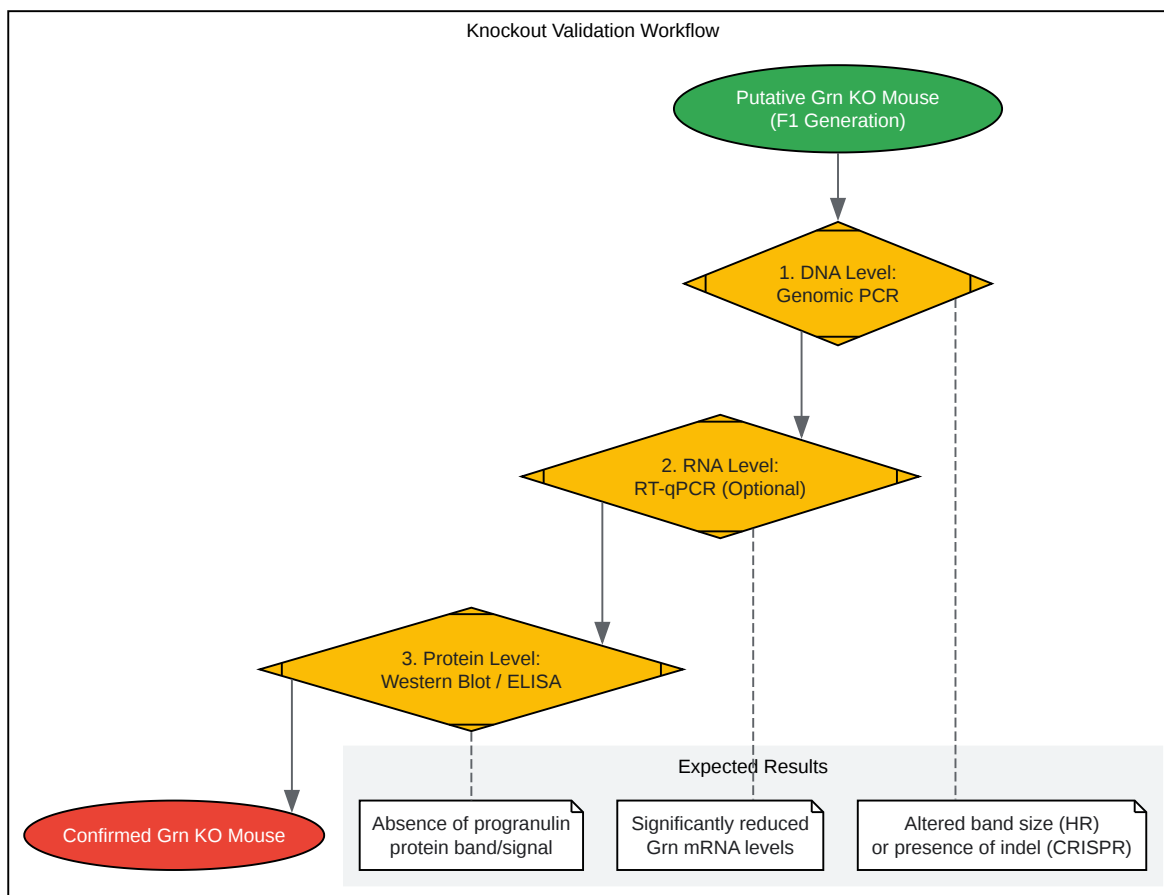 Knockout Validation Workflow
Putative Grn KO Mouse
(F1 Generation)
1. DNA Level:
Genomic PCR
2. RNA Level:
RT-qPCR (Optional)
3. Protein Level:
Western Blot / ELISA
Expected Results
Confirmed Grn KO Mouse
Absence of progranulin
protein band/signal
Significantly reduced
Grn mRNA levels
Altered band size (HR)
or presence of indel (CRISPR)